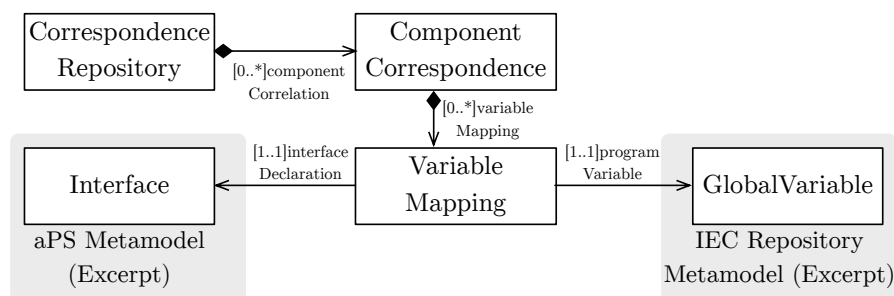 Correspondence
Repository
[0..*]component
Correlation
Component
Correspondence
[0..*]variable
Mapping
Interface
[1..1]interface
Declaration
Variable
Mapping
[1..1]program
Variable
GlobalVariable
aPS Metamodel
(Excerpt)
IEC Repository
Metamodel (Excerpt)